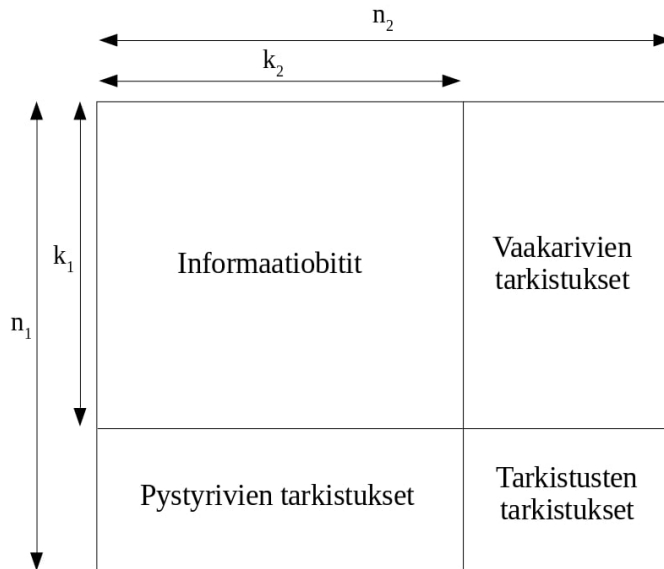 n₂
k₂
k₁
n₁
Informaatiobitit
Vaakarivien
tarkistukset
Pystyrivien tarkistukset
Tarkistusten
tarkistukset